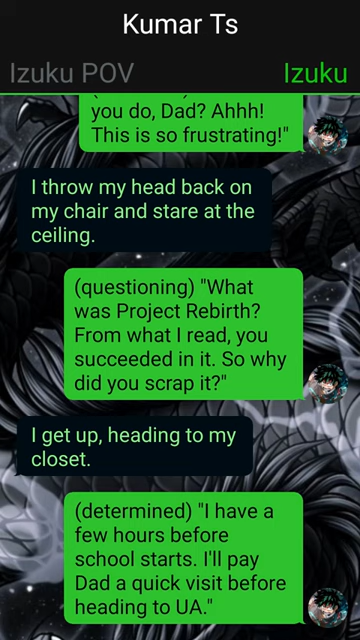 Kumar Ts
Izuku POV
Izuku
you do, Dad? Ahhh!
This is so frustrating!"
I throw my head back on
my chair and stare at the
ceiling.
(questioning) "What
was Project Rebirth?
From what I read, you
succeeded in it. So why
did you scrap it?"
I get up, heading to my
closet.
(determined) "I have a
few hours before
school starts. I'll pay
Dad a quick visit before
heading to UA."